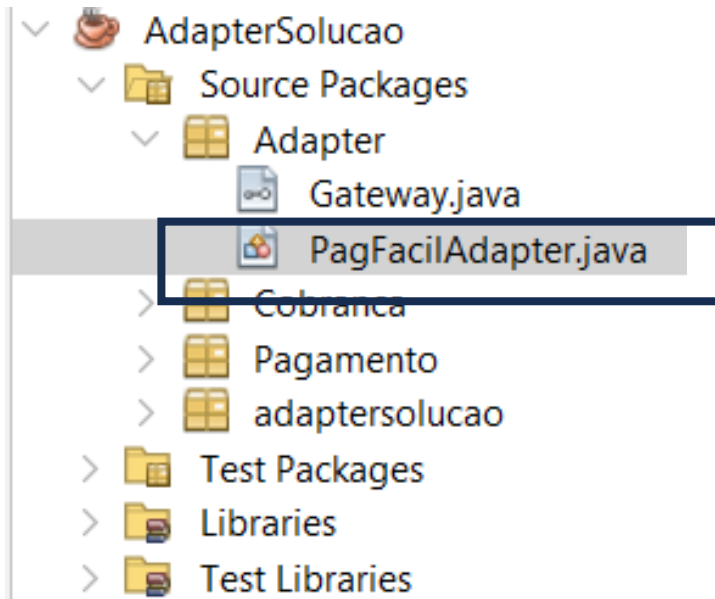 AdapterSolucao
Source Packages
Adapter
Gateway.java
PagFacilAdapter.java
Cobranca
Pagamento
adaptersolucao
Test Packages
Libraries
Test Libraries